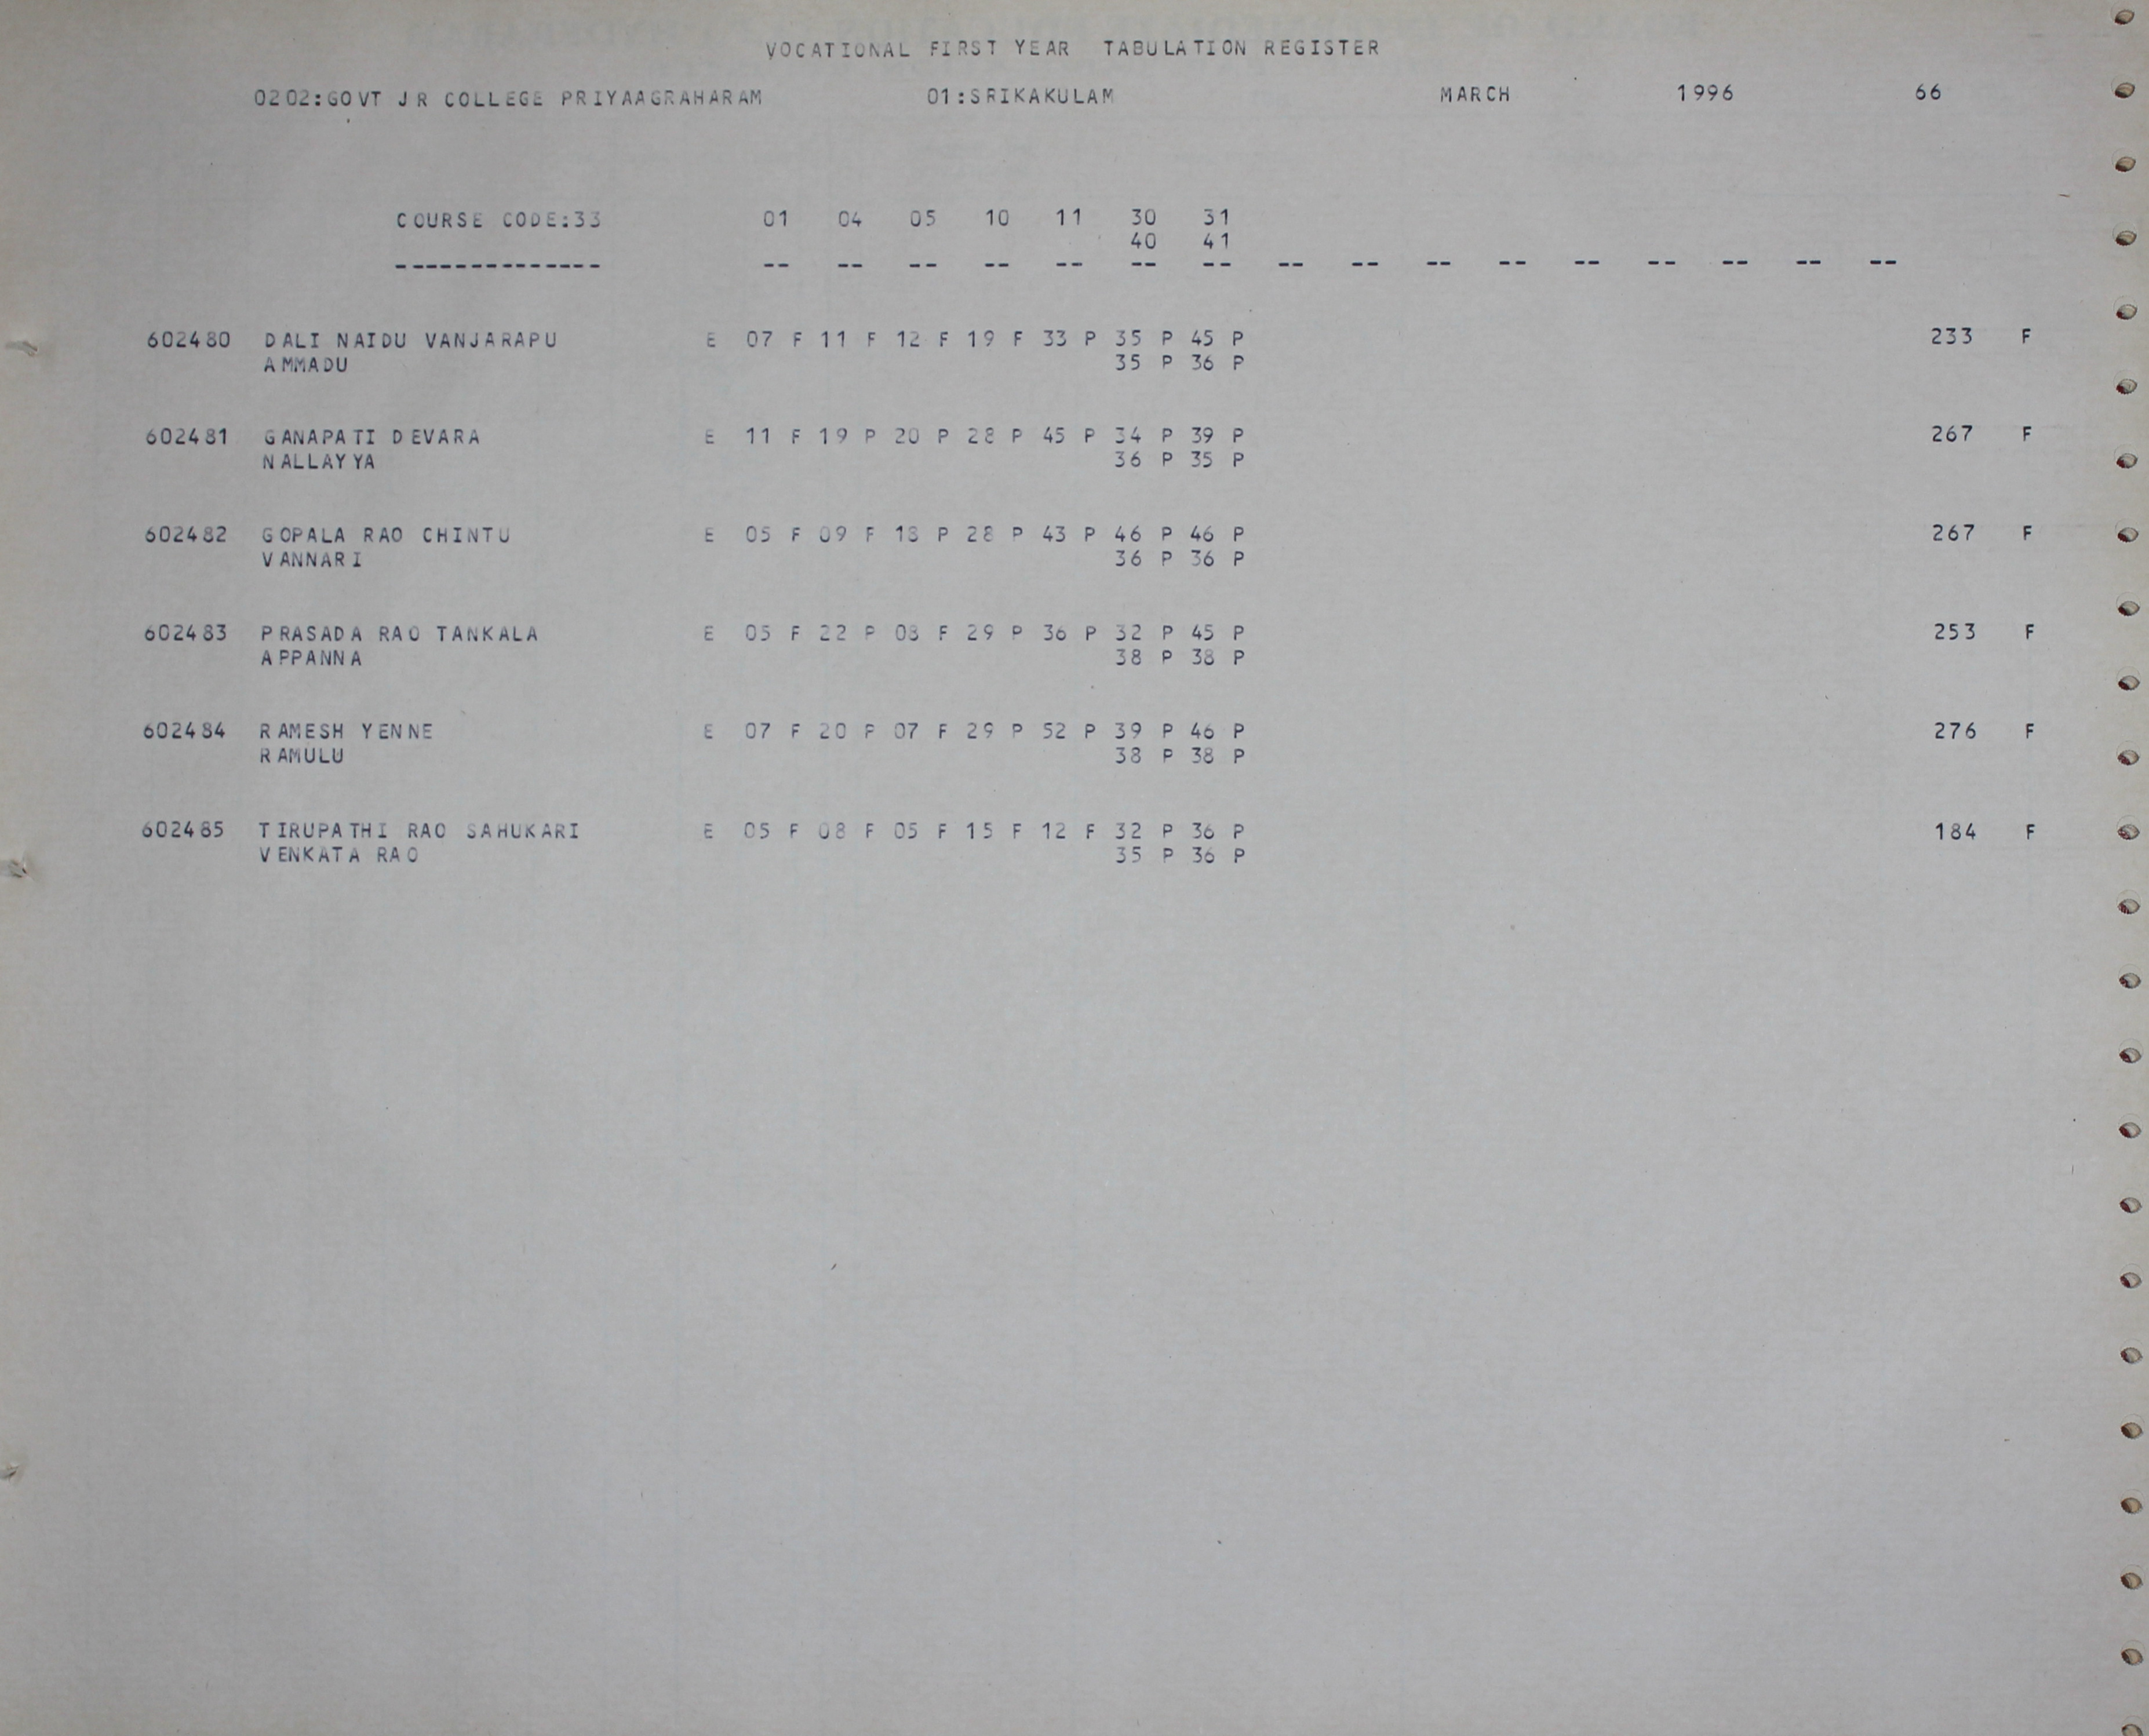 VOCATIONAL FIRST YEAR TABULATION REGISTER
0202:GOVT JR COLLEGE PRIYAAGRAHARAM 01:SRIKAKULAM MARCH 1996 66
COURSE CODE:33 01 04 05 10 11 30 31
40 41
-------------- -- -- -- -- -- -- -- -- -- -- -- -- -- -- -- --
602480 DALI NAIDU VANJARAPU E 07 F 11 F 12 F 19 F 33 P 35 P 45 P 233 F
AMMADU 35 P 36 P
602481 GANAPATI DEVARA E 11 F 19 P 20 P 28 P 45 P 34 P 39 P 267 F
NALLAYYA 36 P 35 P
602482 GOPALA RAO CHINTU E 05 F 09 F 18 P 28 P 43 P 46 P 46 P 267 F
VANNARI 36 P 36 P
602483 PRASADA RAO TANKALA E 05 F 22 P 08 F 29 P 36 P 32 P 45 P 253 F
APPANNA 38 P 38 P
602484 RAMESH YENNE E 07 F 20 P 07 F 29 P 52 P 39 P 46 P 276 F
RAMULU 38 P 38 P
602485 TIRUPATHI RAO SAHUKARI E 05 F 08 F 05 F 15 F 12 F 32 P 36 P 184 F
VENKATA RAO 35 P 36 P